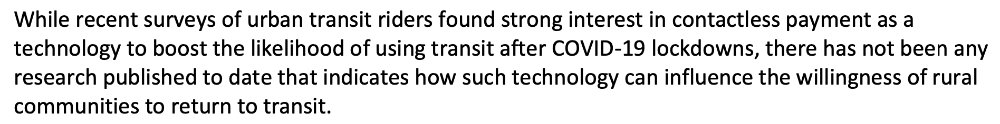 While recent surveys of urban transit riders found strong interest in contactless payment as a
technology to boost the likelihood of using transit after COVID-19 lockdowns, there has not been any
research published to date that indicates how such technology can influence the willingness of rural
communities to return to transit.